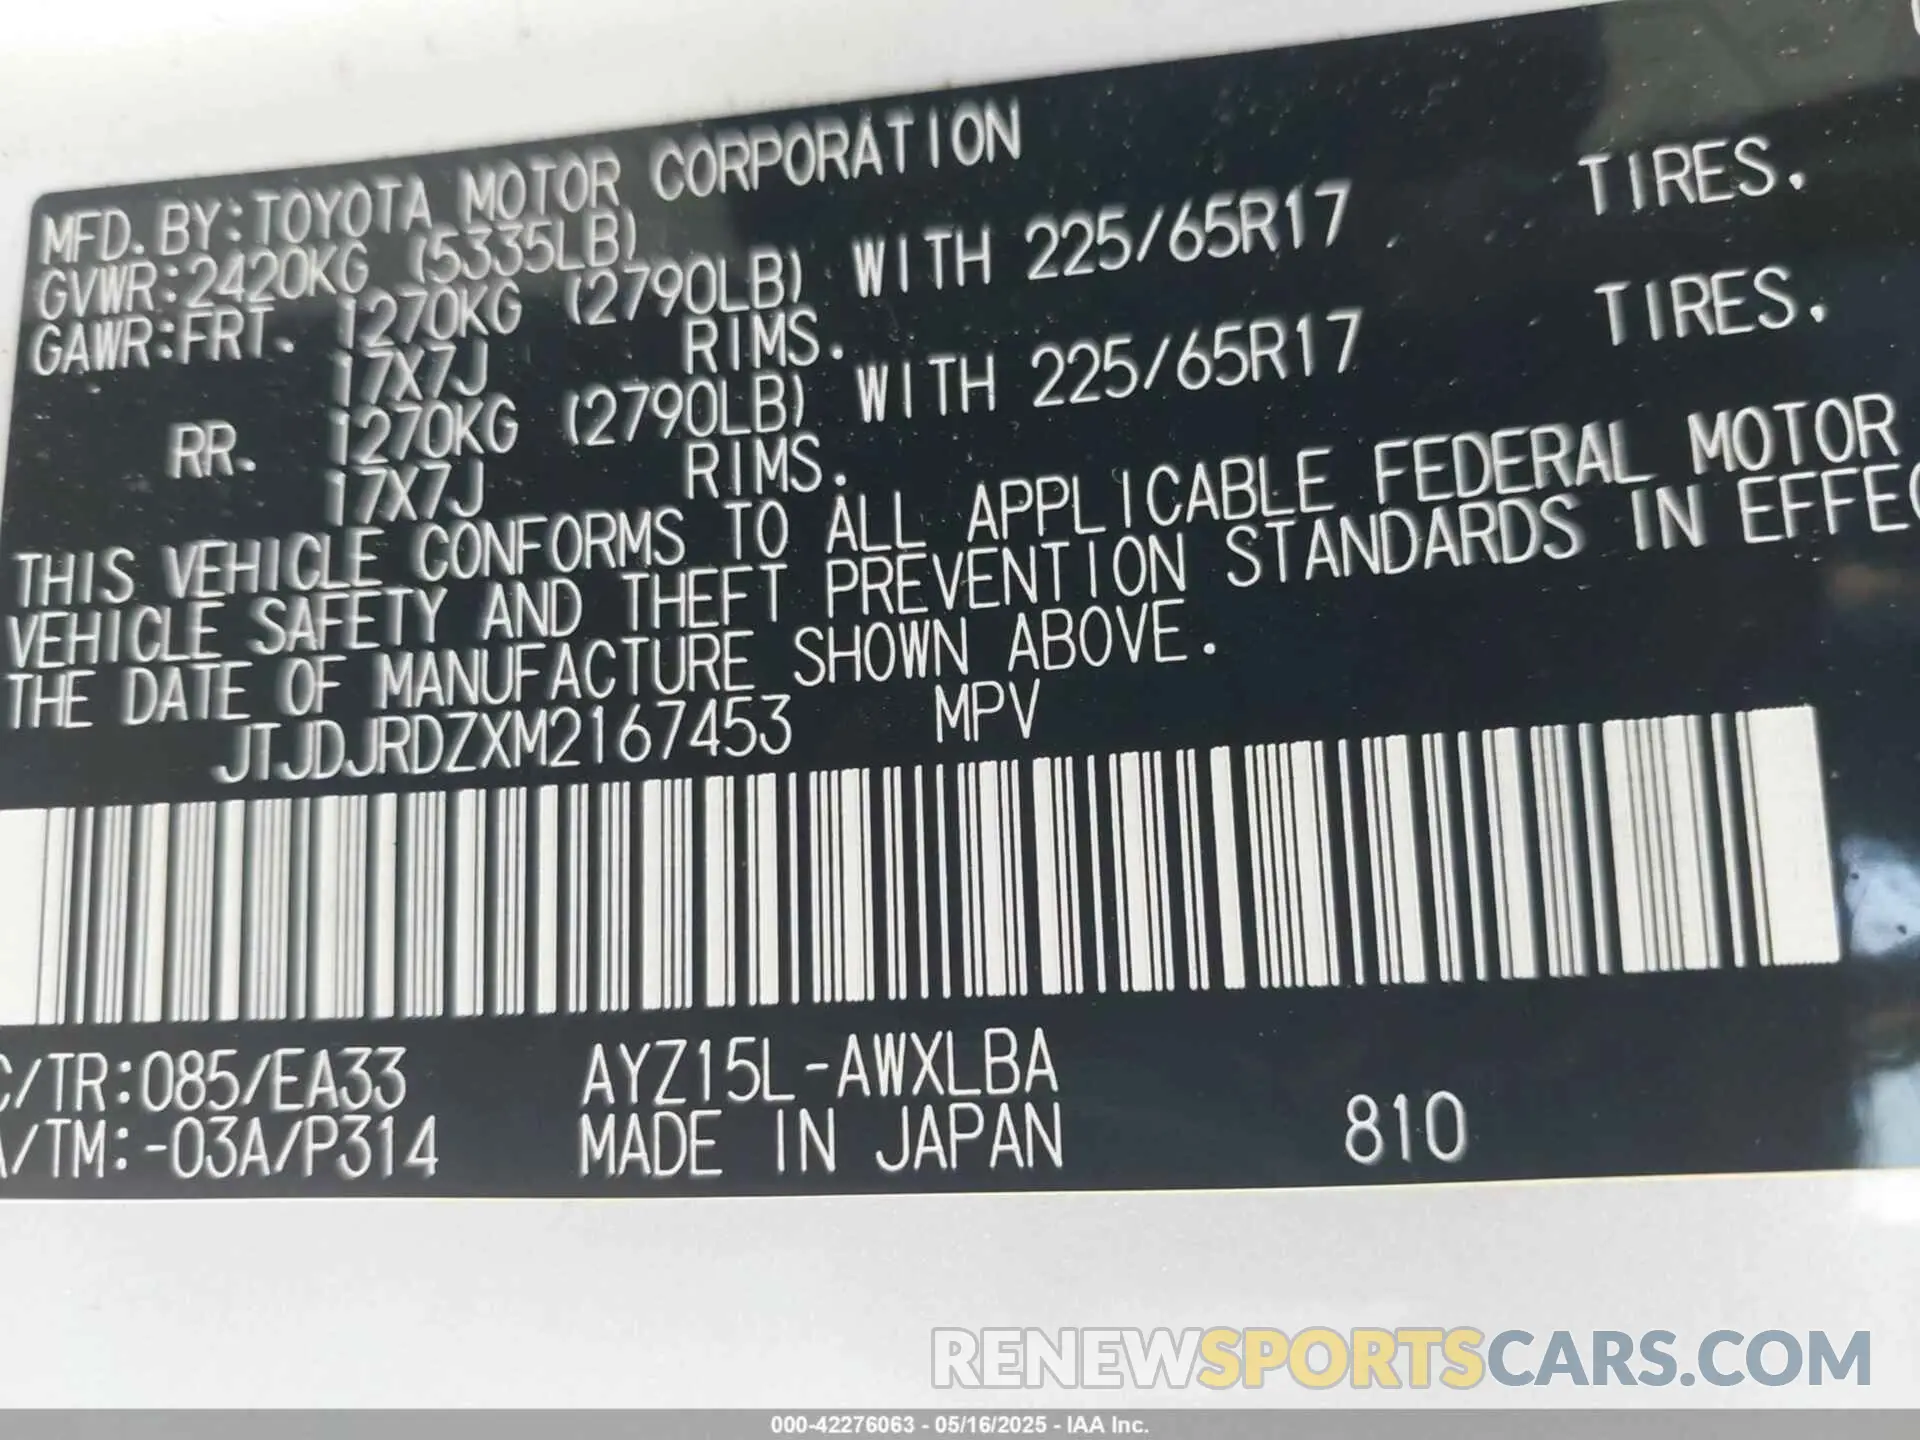 MFD. BY: TOYOTA MOTOR CORPORATION
GVWR: 2420KG (5335LB)
GAWR: FRT. 1270KG (2790LB) WITH 225/65R17 TIRES.
17X7J RIMS.
RR. 1270KG (2790LB) WITH 225/65R17 TIRES.
17X7J RIMS.
THIS VEHICLE CONFORMS TO ALL APPLICABLE FEDERAL MOTOR
VEHICLE SAFETY AND THEFT PREVENTION STANDARDS IN EFFEC
THE DATE OF MANUFACTURE SHOWN ABOVE.
JTJDJRDZXM2167453 MPV
C/TR: 085/EA33 AYZ15L-AWXLBA
A/TM: -03A/P314 MADE IN JAPAN 810
RENEWSPORTSCARS.COM
000-42276063 - 05/16/2025 - IAA Inc.